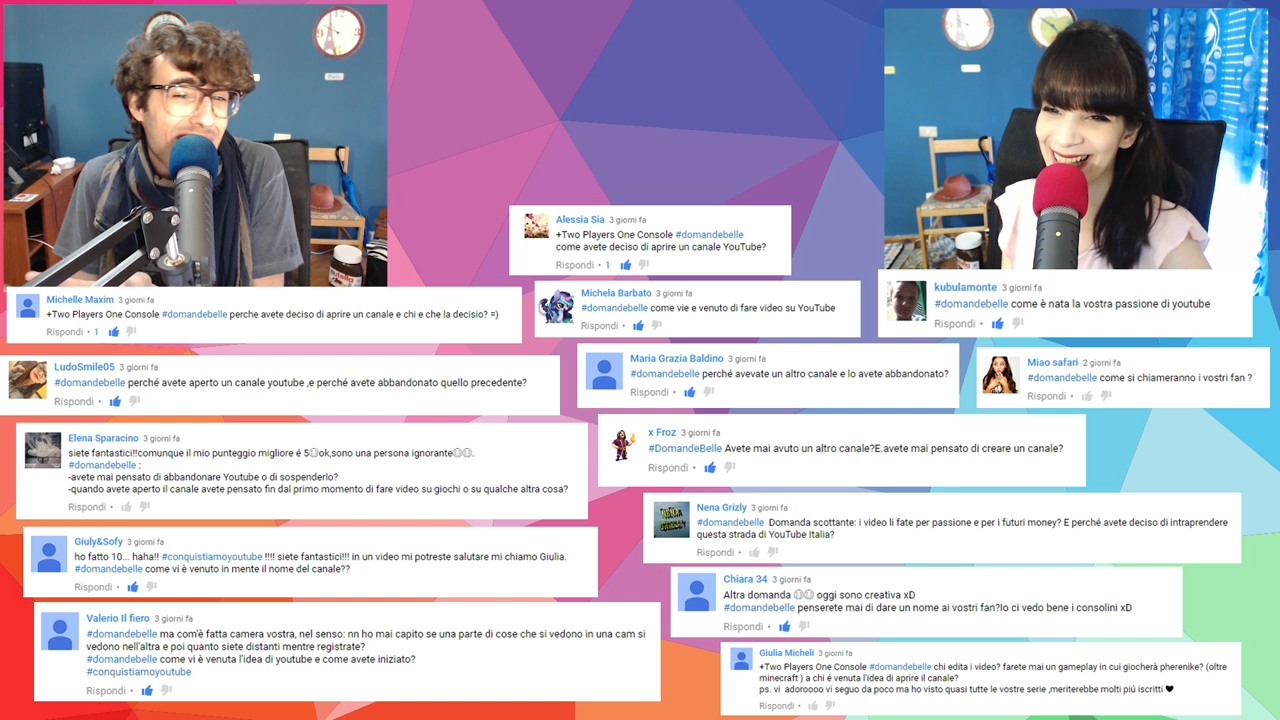 Alessia Sia 3 giorni fa
+Two Players One Console #domandebelle
come avete deciso di aprire un canale YouTube?
Rispondi • 1
Michelle Maxim 3 giorni fa
+Two Players One Console #domandebelle perche avete deciso di aprire un canale e chi e che la decisio? =)
Rispondi • 1
Michela Barbato 3 giorni fa
#domandebelle come vie e venuto di fare video su YouTube
Rispondi •
kubulamonte 3 giorni fa
#domandebelle come è nata la vostra passione di youtube
Rispondi •
LudoSmile05 3 giorni fa
#domandebelle perché avete aperto un canale youtube ,e perché avete abbandonato quello precedente?
Rispondi •
Maria Grazia Baldino 3 giorni fa
#domandebelle perché avevate un altro canale e lo avete abbandonato?
Rispondi •
Miao safari 2 giorni fa
#domandebelle come si chiameranno i vostri fan ?
Rispondi •
Elena Sparacino 3 giorni fa
siete fantastici!!comunque il mio punteggio migliore é 5ok,sono una persona ignorante.
#domandebelle :
-avete mai pensato di abbandonare Youtube o di sospenderlo?
-quando avete aperto il canale avete pensato fin dal primo momento di fare video su giochi o su qualche altra cosa?
Rispondi •
x Froz 3 giorni fa
#DomandeBelle Avete mai avuto un altro canale?E.avete mai pensato di creare un canale?
Rispondi •
Nena Grizly 3 giorni fa
#domandebelle Domanda scottante: i video li fate per passione e per i futuri money? E perché avete deciso di intraprendere
questa strada di YouTube Italia?
Rispondi •
Giuly&Sofy 3 giorni fa
ho fatto 10... haha!! #conquistiamoyoutube !!!! siete fantastici!!! in un video mi potreste salutare mi chiamo Giulia.
#domandebelle come vi è venuto in mente il nome del canale??
Rispondi •
Chiara 34 3 giorni fa
Altra domanda oggi sono creativa xD
#domandebelle penserete mai di dare un nome ai vostri fan?Io ci vedo bene i consolini xD
Rispondi •
Valerio Il fiero 3 giorni fa
#domandebelle ma com'è fatta camera vostra, nel senso: nn ho mai capito se una parte di cose che si vedono in una cam si
vedono nell'altra e poi quanto siete distanti mentre registrate?
#domandebelle come vi è venuta l'idea di youtube e come avete iniziato?
#conquistiamoyoutube
Rispondi •
Giulia Micheli 3 giorni fa
+Two Players One Console #domandebelle chi edita i video? farete mai un gameplay in cui giocherà pherenike? (oltre
minecraft ) a chi é venuta l'idea di aprire il canale?
ps. vi adoroooo vi seguo da poco ma ho visto quasi tutte le vostre serie ,meriterebbe molti piú iscritti ❤
Rispondi •